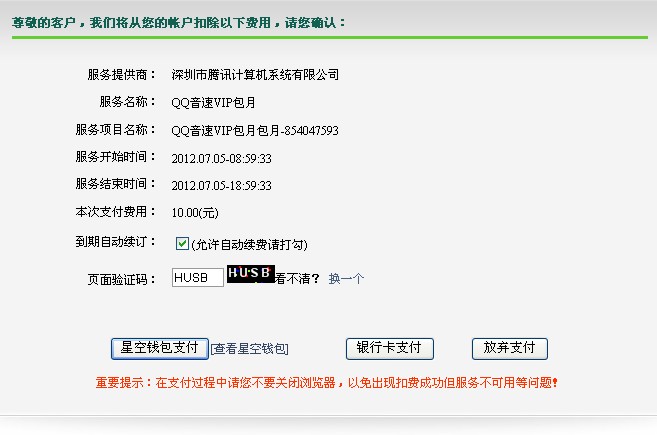 尊敬的客户，我们将从您的帐户扣除以下费用，请您确认：
服务提供商： 深圳市腾讯计算机系统有限公司
服务名称： QQ音速VIP包月
服务项目名称： QQ音速VIP包月包月-854047593
服务开始时间： 2012.07.05-08:59:33
服务结束时间： 2012.07.05-18:59:33
本次支付费用： 10.00(元)
到期自动续订： (允许自动续费请打勾)
页面验证码： HUSB HUSB 看不清？ 换一个
星空钱包支付 [查看星空钱包] 银行卡支付 放弃支付
重要提示：在支付过程中请您不要关闭浏览器，以免出现扣费成功但服务不可用等问题！